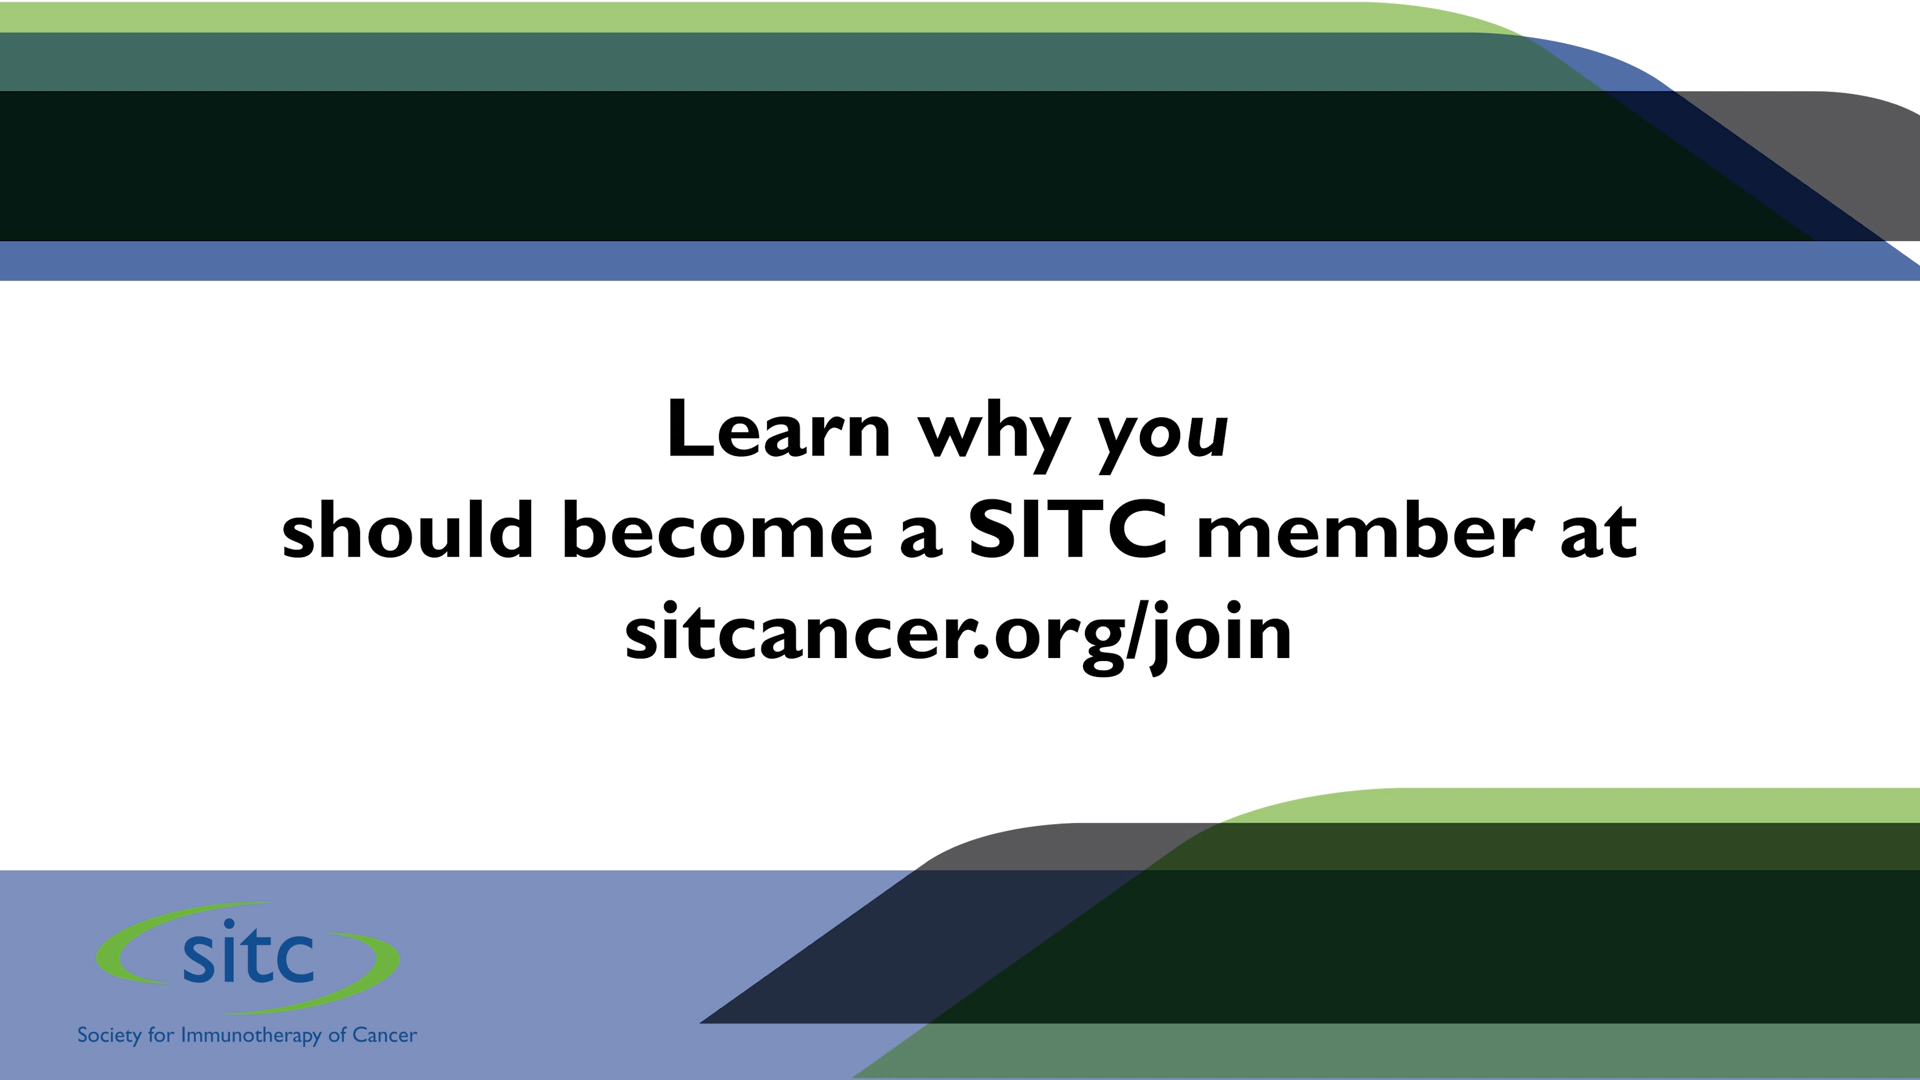 Learn why you
should become a SITC member at
sitcancer.org/join
sitc
Society for Immunotherapy of Cancer